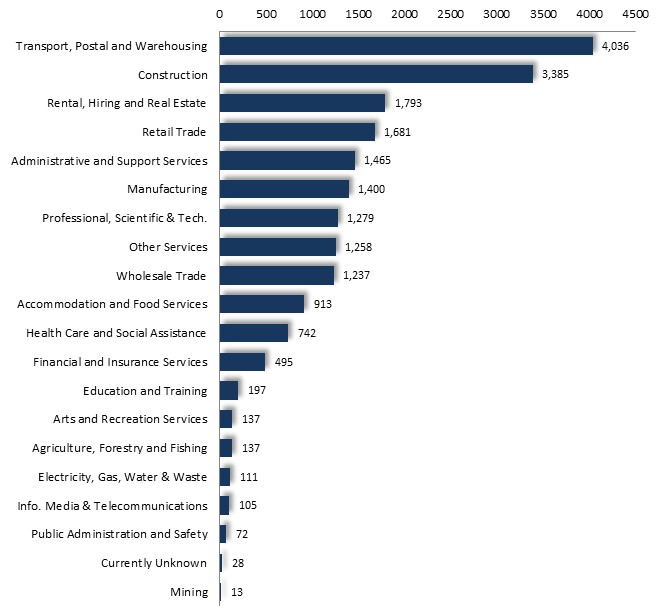 0 500 1000 1500 2000 2500 3000 3500 4000 4500
Transport, Postal and Warehousing 4,036
Construction 3,385
Rental, Hiring and Real Estate 1,793
Retail Trade 1,681
Administrative and Support Services 1,465
Manufacturing 1,400
Professional, Scientific & Tech. 1,279
Other Services 1,258
Wholesale Trade 1,237
Accommodation and Food Services 913
Health Care and Social Assistance 742
Financial and Insurance Services 495
Education and Training 197
Arts and Recreation Services 137
Agriculture, Forestry and Fishing 137
Electricity, Gas, Water & Waste 111
Info. Media & Telecommunications 105
Public Administration and Safety 72
Currently Unknown 28
Mining 13